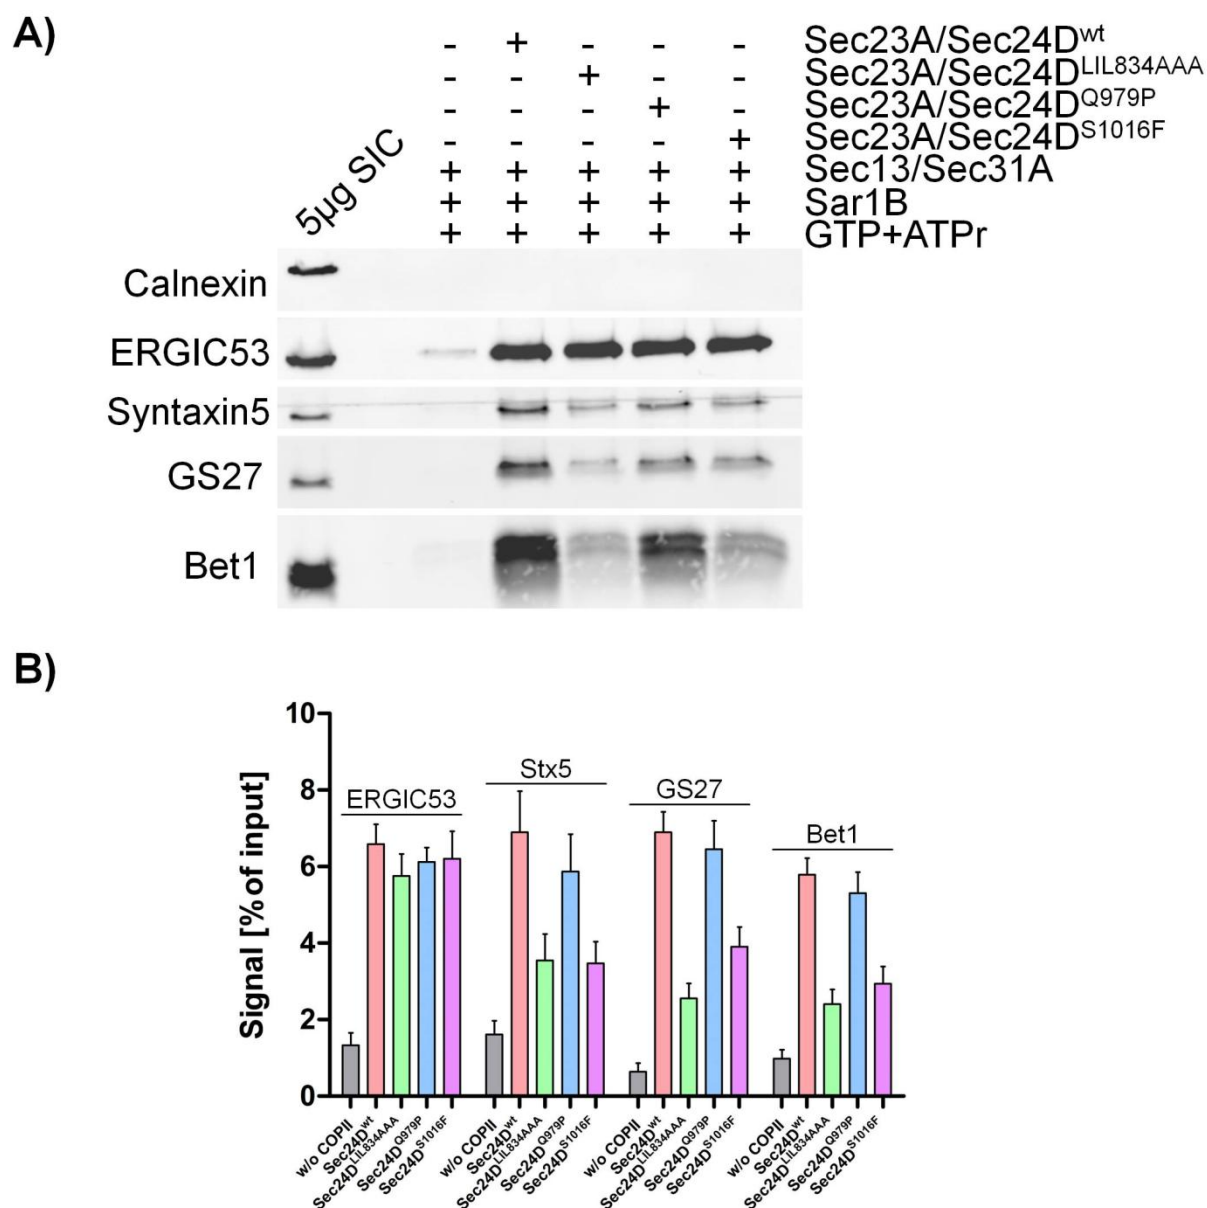 A)
- + - - - Sec23A/Sec24Dwt
- - + - - Sec23A/Sec24DLIL834AAA
- - - + - Sec23A/Sec24DQ979P
- - - - + Sec23A/Sec24DS1016F
+ + + + + Sec13/Sec31A
+ + + + + Sar1B
+ + + + + GTP+ATPr
5µg SIC
Calnexin
ERGIC53
Syntaxin5
GS27
Bet1
B)
Signal [% of input]
10
8
6
4
2
0
ERGIC53
Stx5
GS27
Bet1
w/o COPII
Sec24Dwt
Sec24DLIL834AAA
Sec24DQ979P
Sec24DS1016F
w/o COPII
Sec24Dwt
Sec24DLIL834AAA
Sec24DQ979P
Sec24DS1016F
w/o COPII
Sec24Dwt
Sec24DLIL834AAA
Sec24DQ979P
Sec24DS1016F
w/o COPII
Sec24Dwt
Sec24DLIL834AAA
Sec24DQ979P
Sec24DS1016F